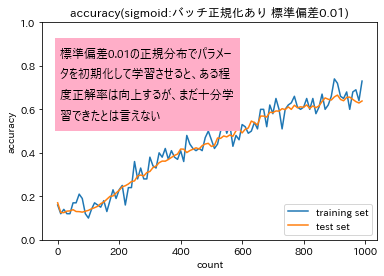 accuracy(sigmoid:バッチ正規化あり 標準偏差0.01)
1.0
0.8
0.6
0.4
0.2
0.0
accuracy
標準偏差0.01の正規分布でパラメー
タを初期化して学習させると、ある程
度正解率は向上するが、まだ十分学
習できたとは言えない
training set
test set
0 200 400 600 800 1000
count